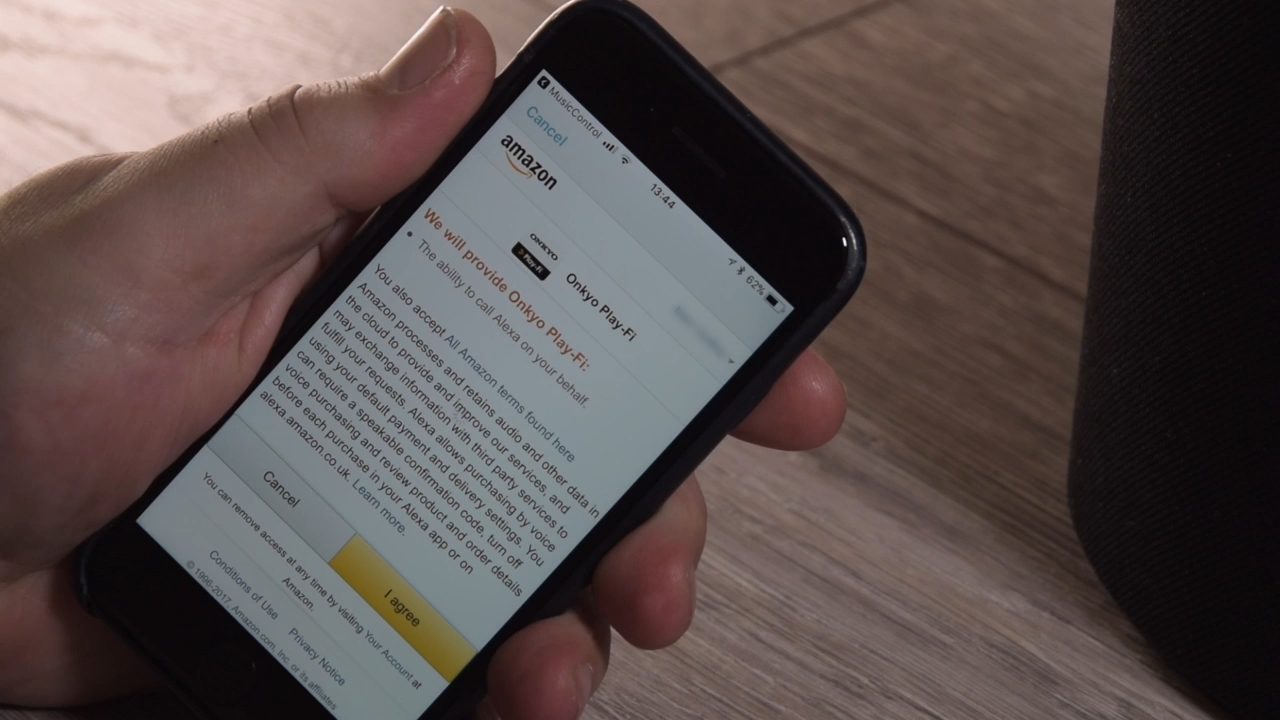 MusicControl
13:44
62%
Cancel
amazon
ONKYO
Play-Fi
Onkyo Play-Fi
We will provide Onkyo Play-Fi:
• The ability to call Alexa on your behalf.
You also accept All Amazon terms found here
Amazon processes and retains audio and other data in
the cloud to provide and improve our services, and
may exchange information with third party services to
fulfill your requests. Alexa allows purchasing by voice
using your default payment and delivery settings. You
can require a speakable confirmation code, turn off
voice purchasing and review product and order details
before each purchase in your Alexa app or on
alexa.amazon.co.uk. Learn more.
Cancel
I agree
You can remove access at any time by visiting Your Account at
Amazon.
Conditions of Use Privacy Notice
© 1996-2017, Amazon.com, Inc. or its affiliates